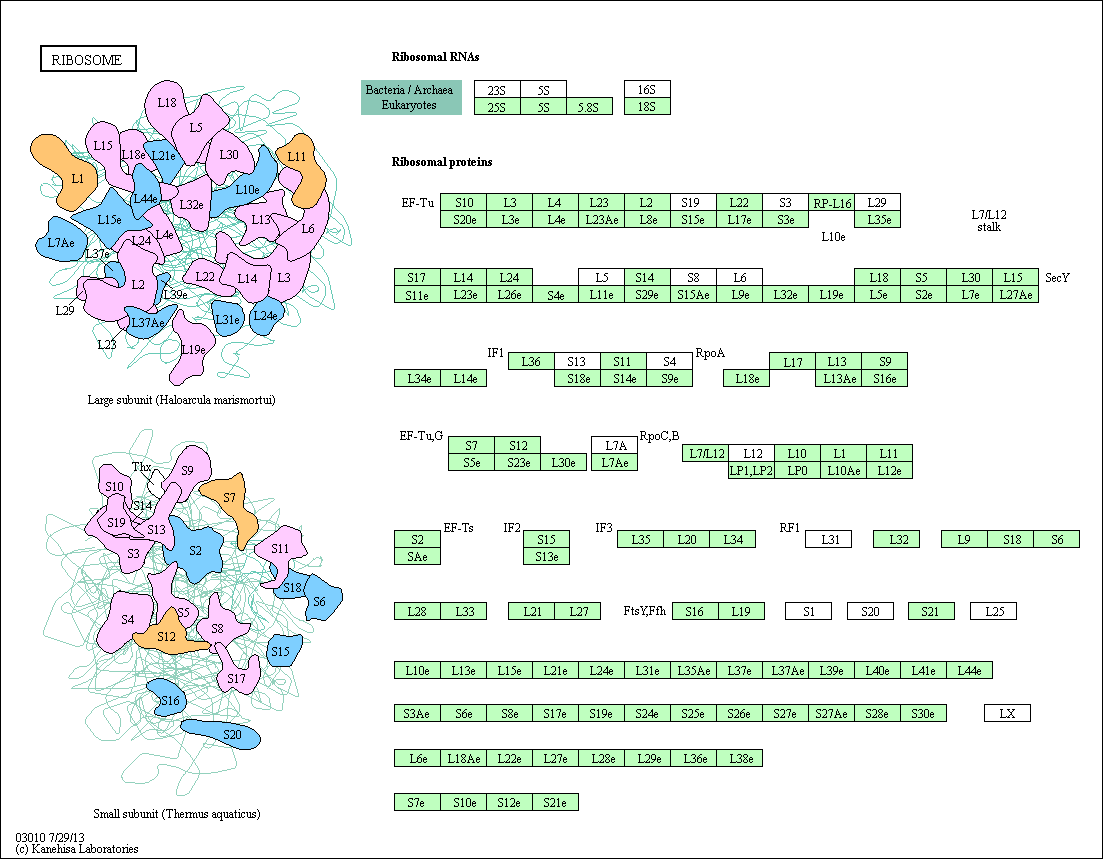 RIBOSOME
Ribosomal RNAs
Bacteria / Archaea 23S 5S 16S
Eukaryotes 25S 5S 5.8S 18S
Ribosomal proteins
EF-Tu S10 L3 L4 L23 L2 S19 L22 S3 RP-L16 L29
S20e L3e L4e L23Ae L8e S15e L17e S3e L35e
L10e
L7/L12
stalk
S17 L14 L24 L5 S14 S8 L6 L18 S5 L30 L15 SecY
S11e L23e L26e S4e L11e S29e S15Ae L9e L32e L19e L5e S2e L7e L27Ae
IF1 L36 S13 S11 S4 RpoA L17 L13 S9
L34e L14e S18e S14e S9e L18e L13Ae S16e
EF-Tu,G S7 S12 L7A RpoC,B L7/L12 L12 L10 L1 L11
S5e S23e L30e L7Ae LP1,LP2 LP0 L10Ae L12e
S2 EF-Ts IF2 S15 IF3 L35 L20 L34 RF1 L31 L32 L9 S18 S6
SAe S13e
L28 L33 L21 L27 FtsY,Ffh S16 L19 S1 S20 S21 L25
L10e L13e L15e L21e L24e L31e L35Ae L37e L37Ae L39e L40e L41e L44e
S3Ae S6e S8e S17e S19e S24e S25e S26e S27e S27Ae S28e S30e LX
L6e L18Ae L22e L27e L28e L29e L36e L38e
S7e S10e S12e S21e
L18
L5
L15
L18e
L21e
L30
L11
L1
L44e
L10e
L32e
L15e
L13
L6
L7Ae
L24
L4e
L37e
L2
L22
L14
L3
L39e
L29
L37Ae
L31e
L24e
L23
L19e
Large subunit (Haloarcula marismortui)
Thx
S9
S10
S7
S14
S19
S13
S3
S2
S11
S18
S6
S4
S5
S8
S12
S15
S17
S16
S20
Small subunit (Thermus aquaticus)
03010 7/29/13
(c) Kanehisa Laboratories